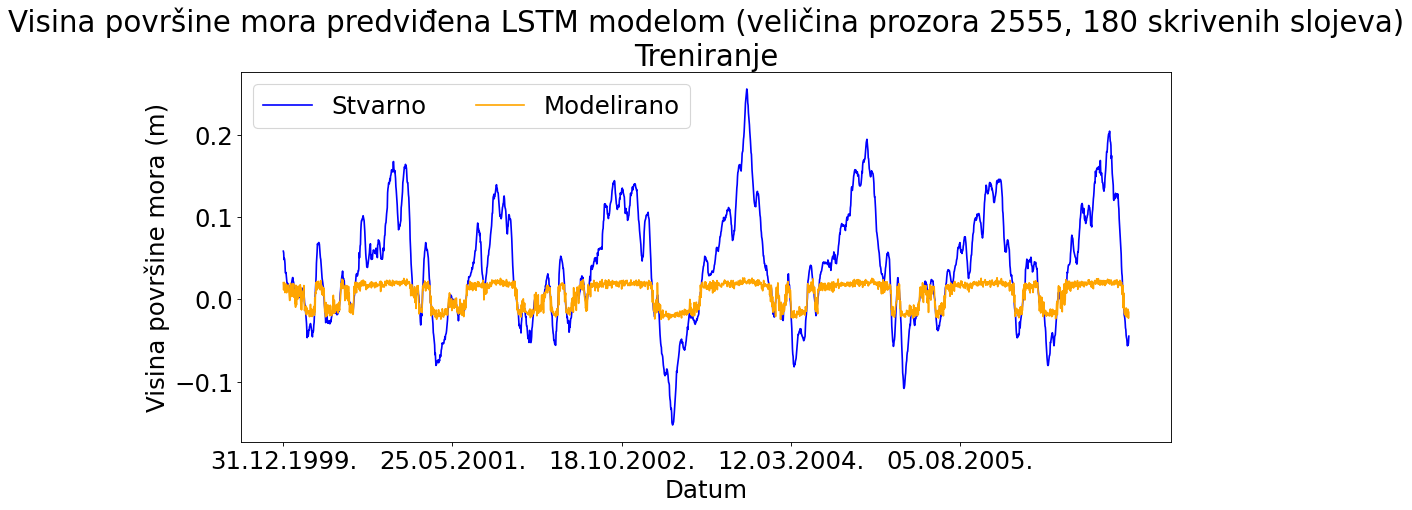 Visina površine mora predviđena LSTM modelom (veličina prozora 2555, 180 skrivenih slojeva)
Treniranje
Stvarno
Modelirano
Visina površine mora (m)
0.2
0.1
0.0
−0.1
31.12.1999.
25.05.2001.
18.10.2002.
12.03.2004.
05.08.2005.
Datum